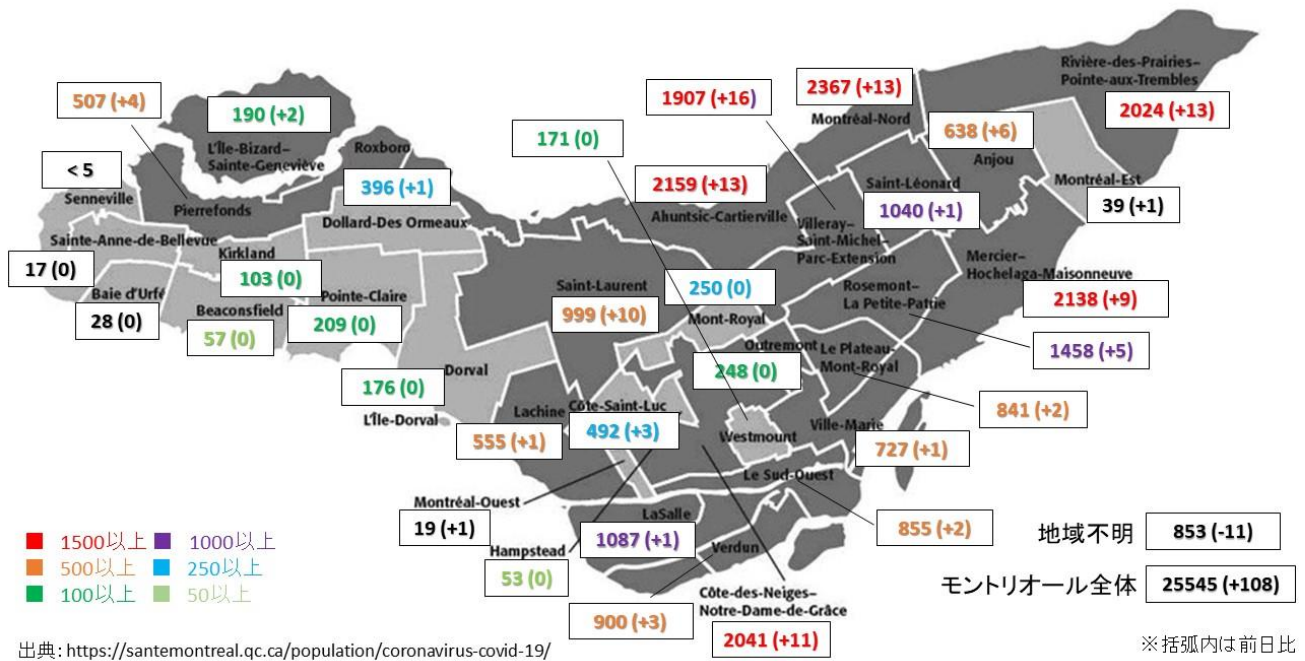 Rivière-des-Prairies–
Pointe-aux-Trembles
2024 (+13)
2367 (+13)
Montréal-Nord
1907 (+16)
507 (+4)
190 (+2)
L'Île-Bizard–
Sainte-Geneviève
Roxboro
171 (0)
638 (+6)
Anjou
< 5
Senneville
Pierrefonds
396 (+1)
Dollard-Des Ormeaux
2159 (+13)
Ahuntsic-Cartierville
Saint-Léonard
1040 (+1)
Montréal-Est
39 (+1)
Villeray–
Saint-Michel–
Parc-Extension
Sainte-Anne-de-Bellevue
17 (0)
Kirkland
103 (0)
Baie d'Urfé
28 (0)
Beaconsfield
57 (0)
Pointe-Claire
209 (0)
Saint-Laurent
999 (+10)
250 (0)
Mont-Royal
Rosemont–
La Petite-Patrie
Mercier–
Hochelaga-Maisonneuve
2138 (+9)
1458 (+5)
Outremont
248 (0)
Le Plateau-
Mont-Royal
841 (+2)
Dorval
176 (0)
L'Île-Dorval
Lachine
555 (+1)
Côte-Saint-Luc
492 (+3)
Westmount
Ville-Marie
727 (+1)
Le Sud-Ouest
855 (+2)
Montréal-Ouest
19 (+1)
Hampstead
53 (0)
LaSalle
1087 (+1)
Verdun
900 (+3)
Côte-des-Neiges–
Notre-Dame-de-Grâce
2041 (+11)
1500以上 1000以上
500以上 250以上
100以上 50以上
地域不明 853 (-11)
モントリオール全体 25545 (+108)
出典: https://santemontreal.qc.ca/population/coronavirus-covid-19/
※括弧内は前日比